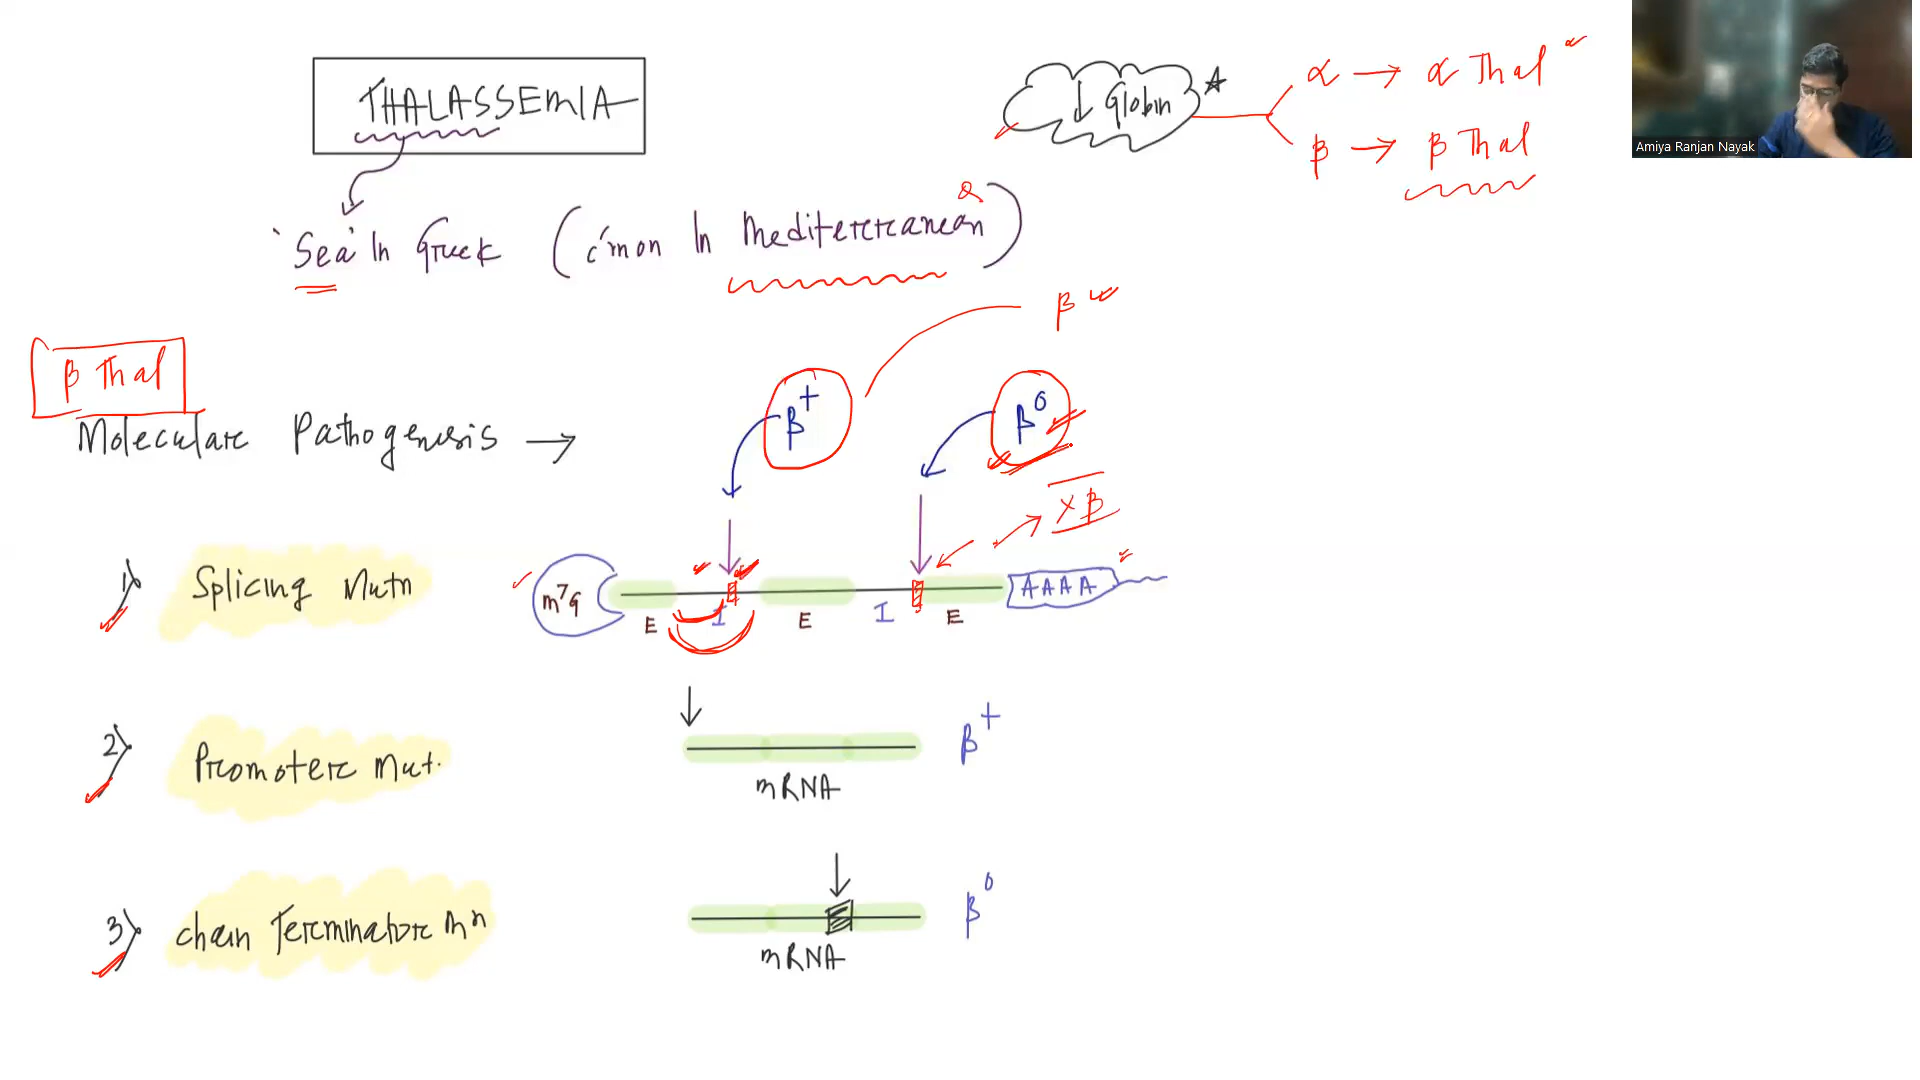 THALASSEMIA
↓ Globin
α → α Thal
β → β Thal
Amiya Ranjan Nayak
'Sea' In Greek (c'mon In Mediterranean)
β
β Thal
Molecular Pathogenesis →
β+
β0
X β
1) Splicing Mutn
m7G
AAAA
E I E I E
2) Promoter Mut.
mRNA
β+
3) chain Terminator Mn
mRNA
β0